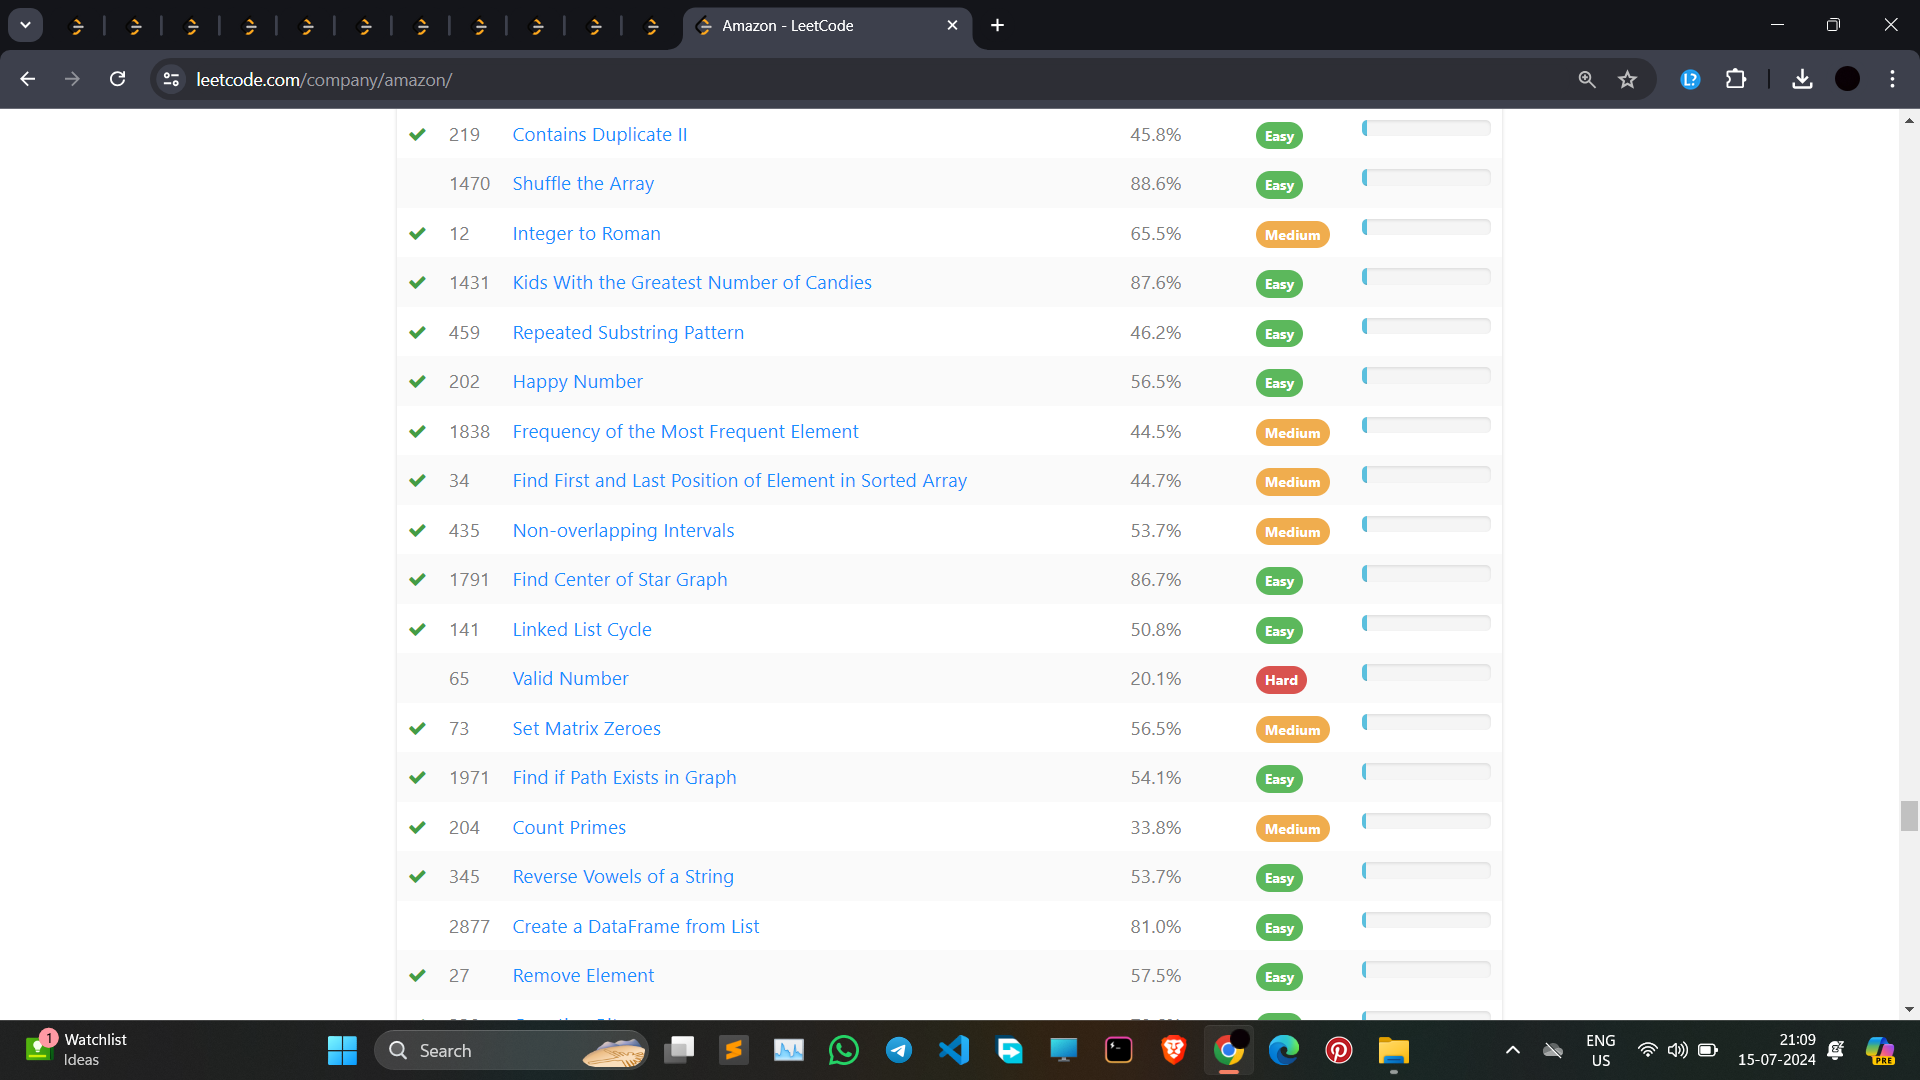 Amazon - LeetCode
leetcode.com/company/amazon/
219 Contains Duplicate II 45.8% Easy
1470 Shuffle the Array 88.6% Easy
12 Integer to Roman 65.5% Medium
1431 Kids With the Greatest Number of Candies 87.6% Easy
459 Repeated Substring Pattern 46.2% Easy
202 Happy Number 56.5% Easy
1838 Frequency of the Most Frequent Element 44.5% Medium
34 Find First and Last Position of Element in Sorted Array 44.7% Medium
435 Non-overlapping Intervals 53.7% Medium
1791 Find Center of Star Graph 86.7% Easy
141 Linked List Cycle 50.8% Easy
65 Valid Number 20.1% Hard
73 Set Matrix Zeroes 56.5% Medium
1971 Find if Path Exists in Graph 54.1% Easy
204 Count Primes 33.8% Medium
345 Reverse Vowels of a String 53.7% Easy
2877 Create a DataFrame from List 81.0% Easy
27 Remove Element 57.5% Easy
1 Watchlist
Ideas
Search
ENG
US
21:09
15-07-2024
PRE